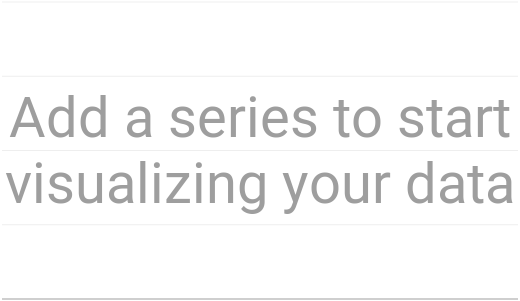 Add a series to start
visualizing your data